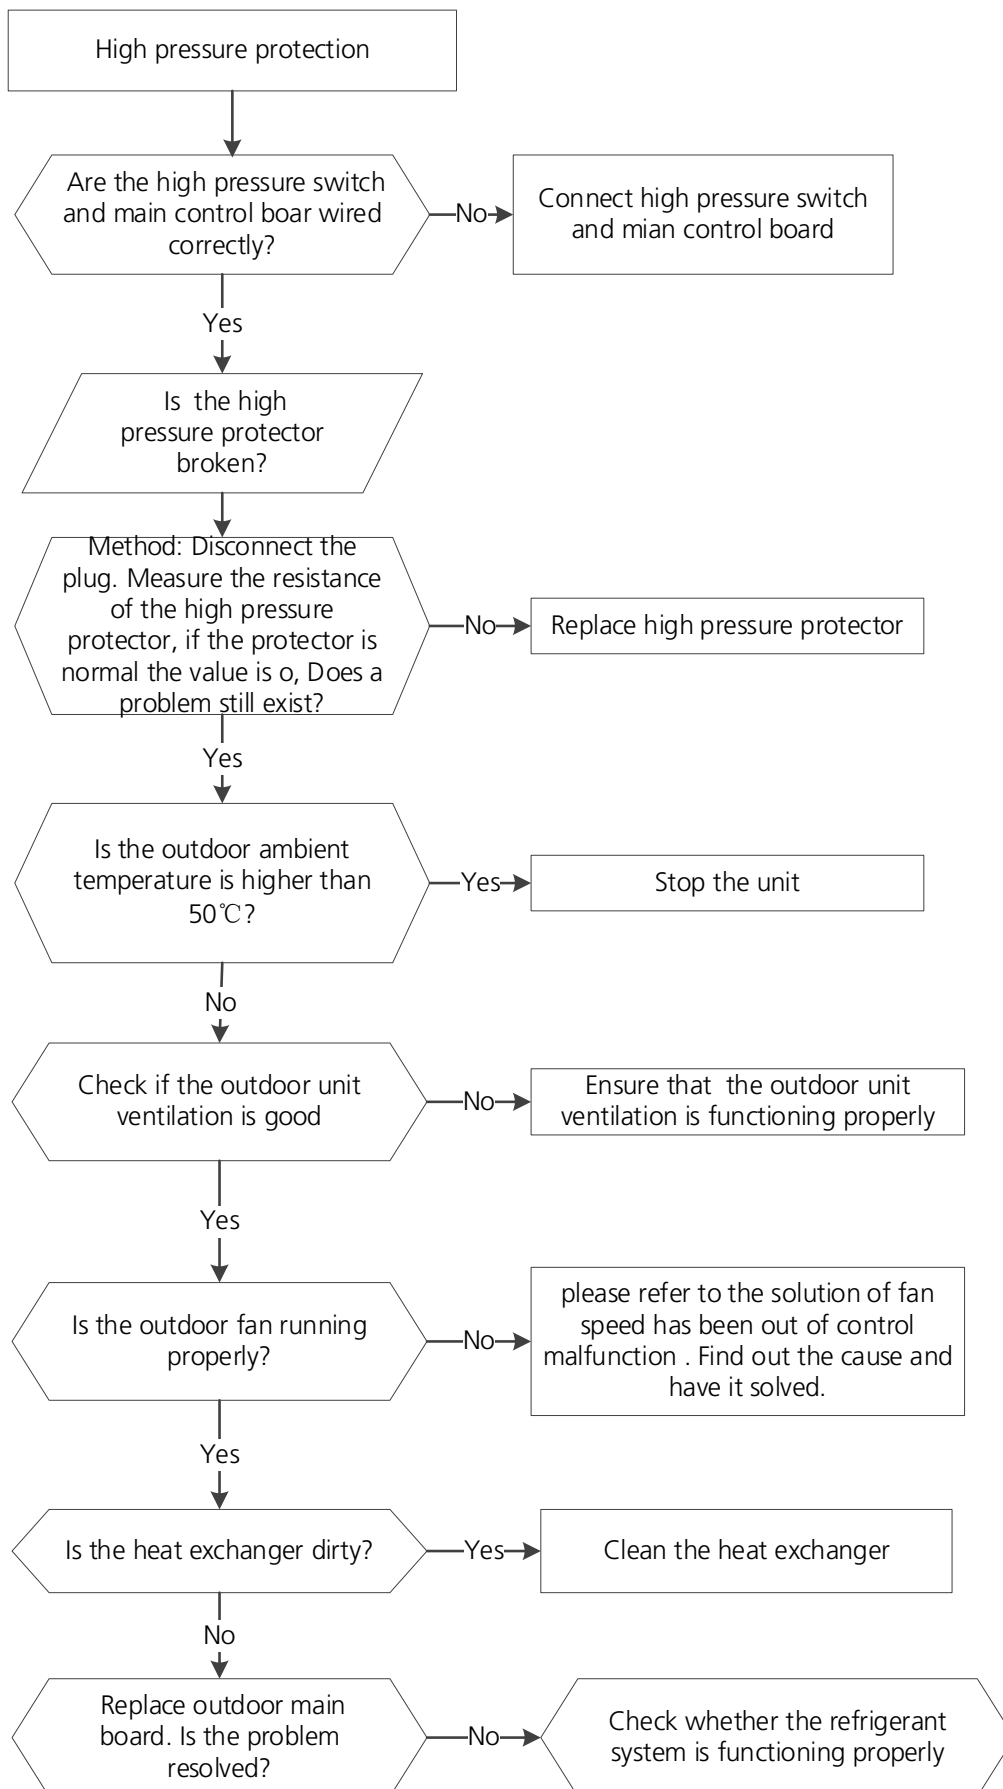 High pressure protection
Are the high pressure switch
and main control boar wired
correctly?
No
Connect high pressure switch
and mian control board
Yes
Is the high
pressure protector
broken?
Method: Disconnect the
plug. Measure the resistance
of the high pressure
protector, if the protector is
normal the value is o, Does a
problem still exist?
No
Replace high pressure protector
Yes
Is the outdoor ambient
temperature is higher than
50℃?
Yes
Stop the unit
No
Check if the outdoor unit
ventilation is good
No
Ensure that the outdoor unit
ventilation is functioning properly
Yes
Is the outdoor fan running
properly?
No
please refer to the solution of fan
speed has been out of control
malfunction . Find out the cause and
have it solved.
Yes
Is the heat exchanger dirty?
Yes
Clean the heat exchanger
No
Replace outdoor main
board. Is the problem
resolved?
No
Check whether the refrigerant
system is functioning properly